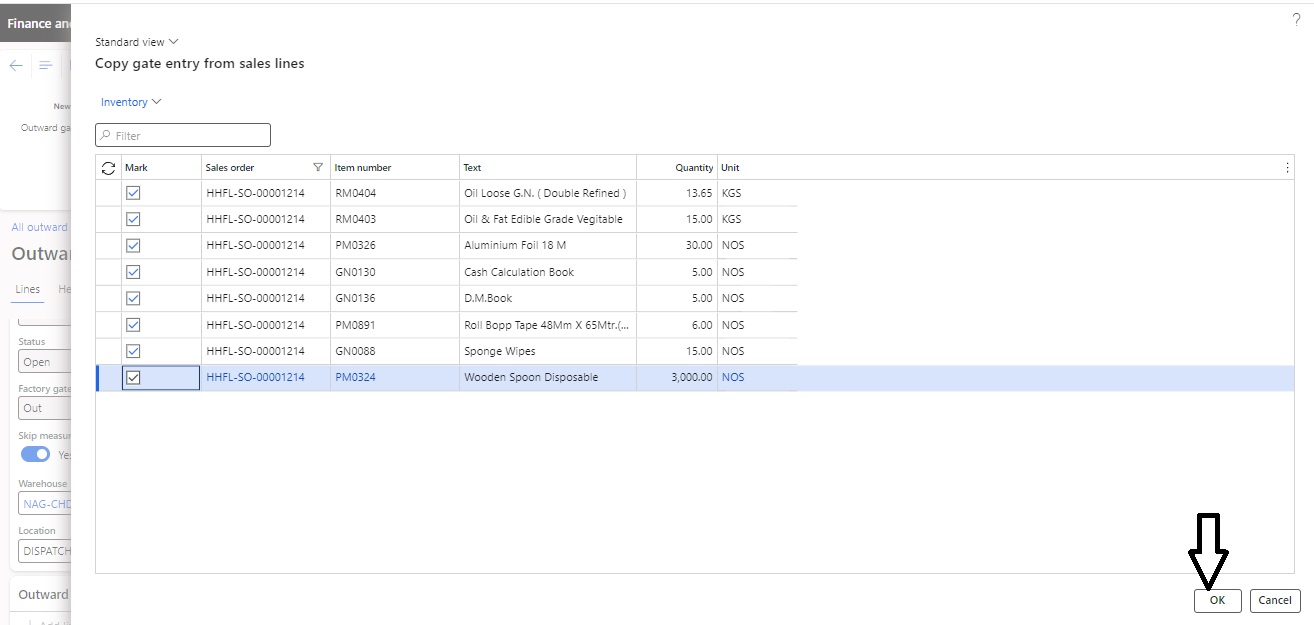 Finance an
?
Standard view
Copy gate entry from sales lines
Inventory
Filter
New
Outward ga
Mark Sales order Item number Text Quantity Unit
HHFL-SO-00001214 RM0404 Oil Loose G.N. ( Double Refined ) 13.65 KGS
HHFL-SO-00001214 RM0403 Oil & Fat Edible Grade Vegitable 15.00 KGS
HHFL-SO-00001214 PM0326 Aluminium Foil 18 M 30.00 NOS
HHFL-SO-00001214 GN0130 Cash Calculation Book 5.00 NOS
HHFL-SO-00001214 GN0136 D.M.Book 5.00 NOS
HHFL-SO-00001214 PM0891 Roll Bopp Tape 48Mm X 65Mtr.(... 6.00 NOS
HHFL-SO-00001214 GN0088 Sponge Wipes 15.00 NOS
HHFL-SO-00001214 PM0324 Wooden Spoon Disposable 3,000.00 NOS
All outward
Outwa
Lines He
Status
Open
Factory gate
Out
Skip measur
Yes
Warehouse
NAG-CHD
Location
DISPATCH
Outward
OK Cancel